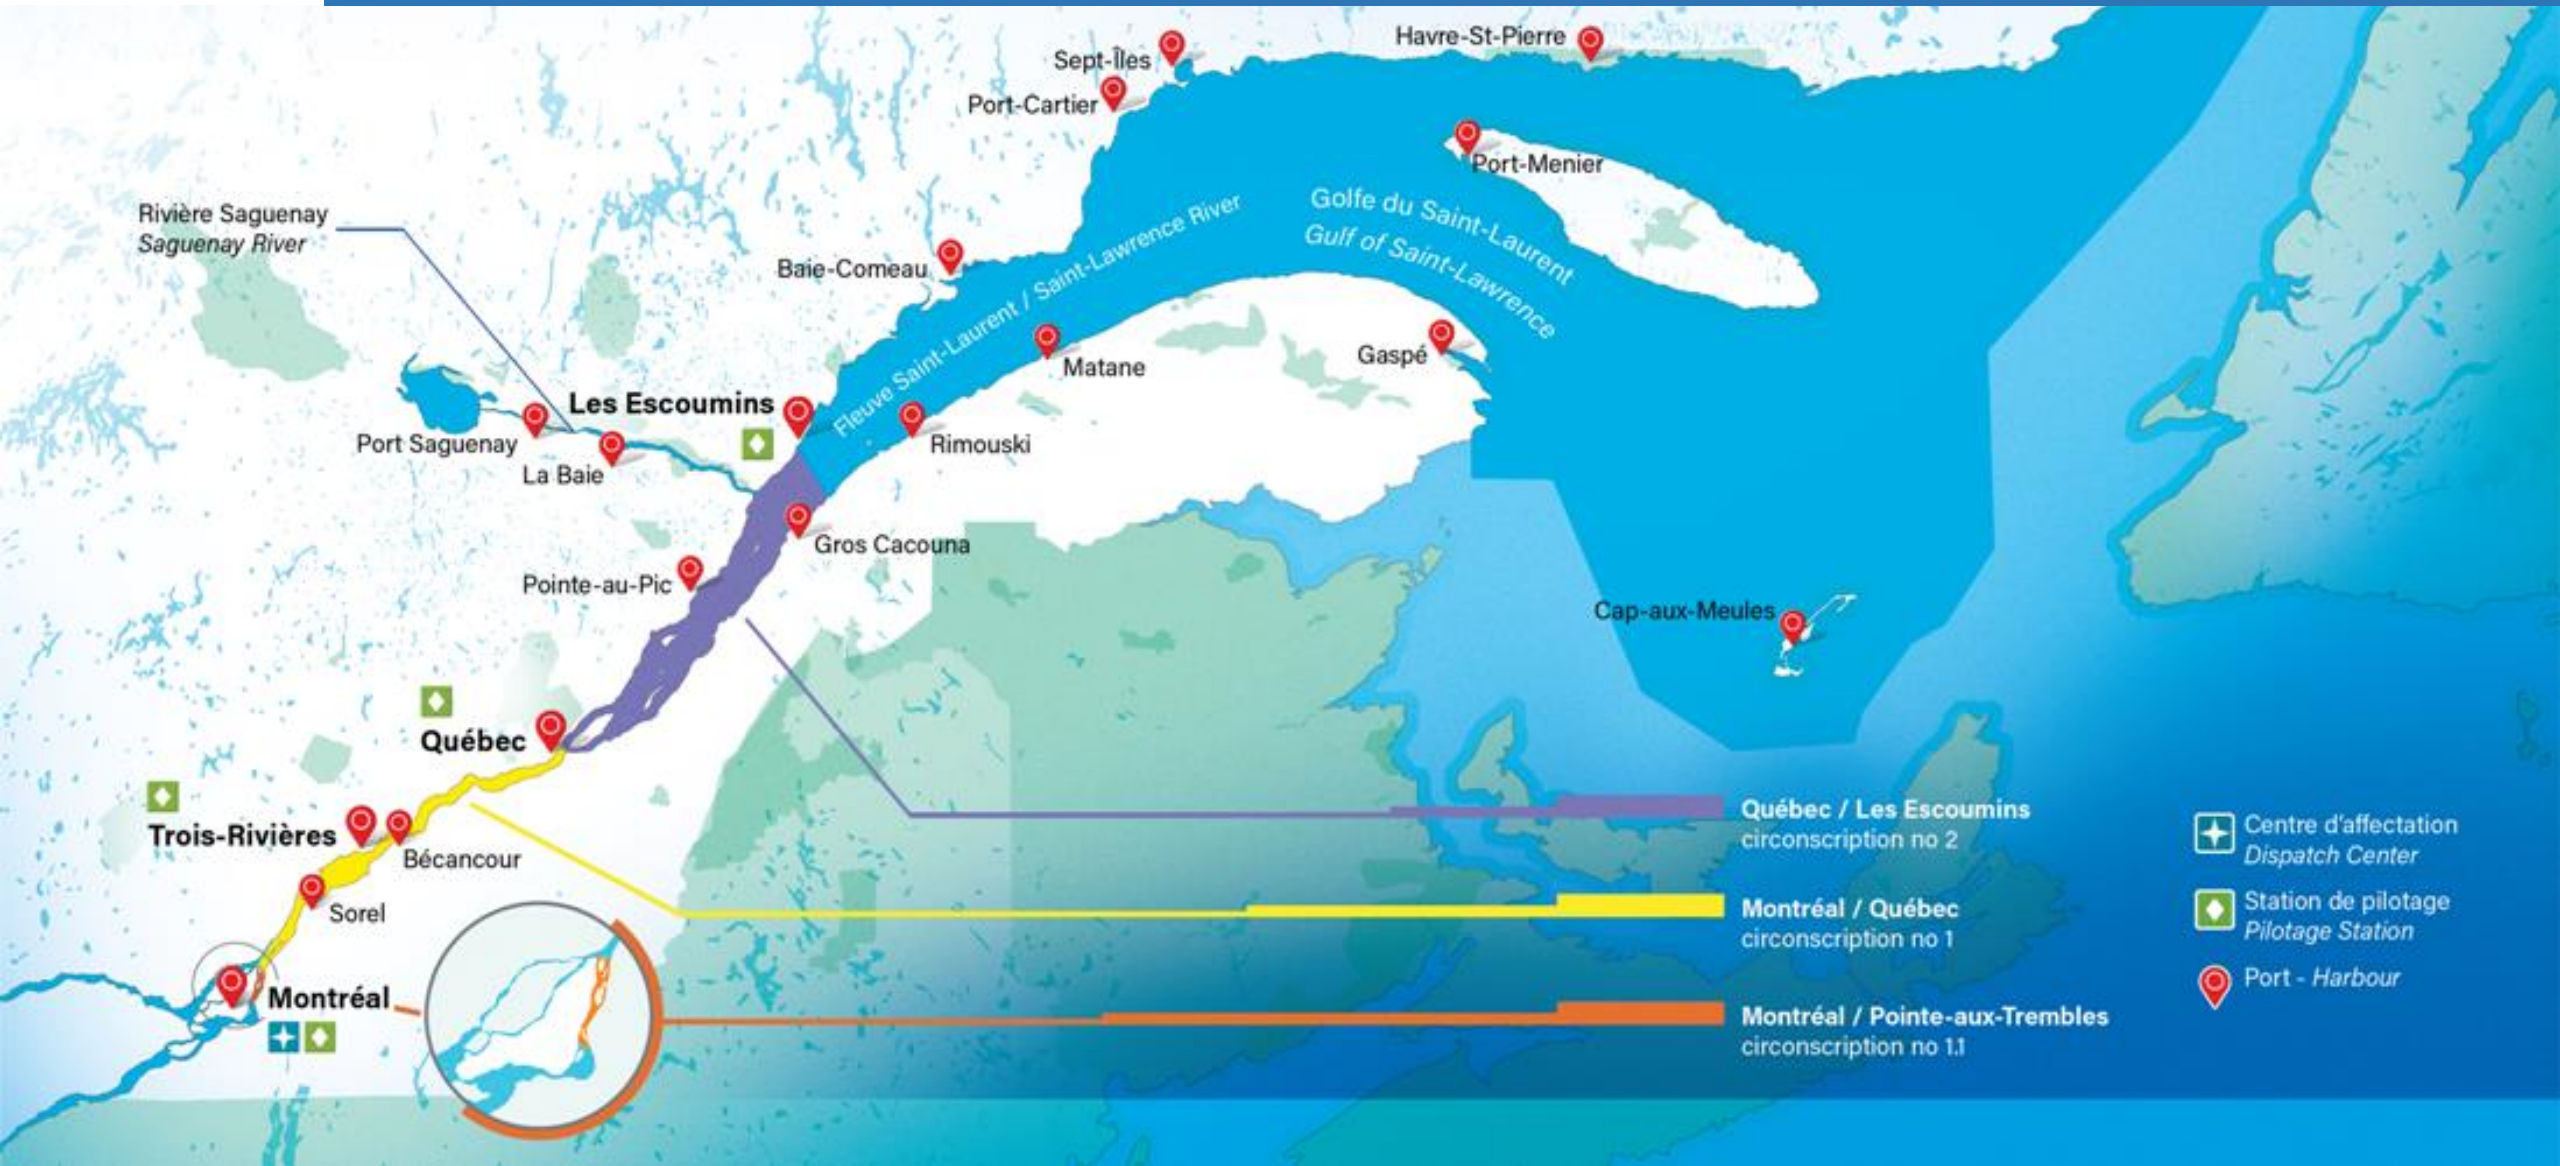 Havre-St-Pierre
Sept-Îles
Port-Cartier
Port-Menier
Rivière Saguenay
Saguenay River
Fleuve Saint-Laurent / Saint-Lawrence River
Golfe du Saint-Laurent
Gulf of Saint-Lawrence
Baie-Comeau
Matane
Gaspé
Les Escoumins
Port Saguenay
La Baie
Rimouski
Gros Cacouna
Pointe-au-Pic
Cap-aux-Meules
Québec
Trois-Rivières
Bécancour
Sorel
Montréal
Québec / Les Escoumins
circonscription no 2
Montréal / Québec
circonscription no 1
Montréal / Pointe-aux-Trembles
circonscription no 1.1
Centre d'affectation
Dispatch Center
Station de pilotage
Pilotage Station
Port - Harbour